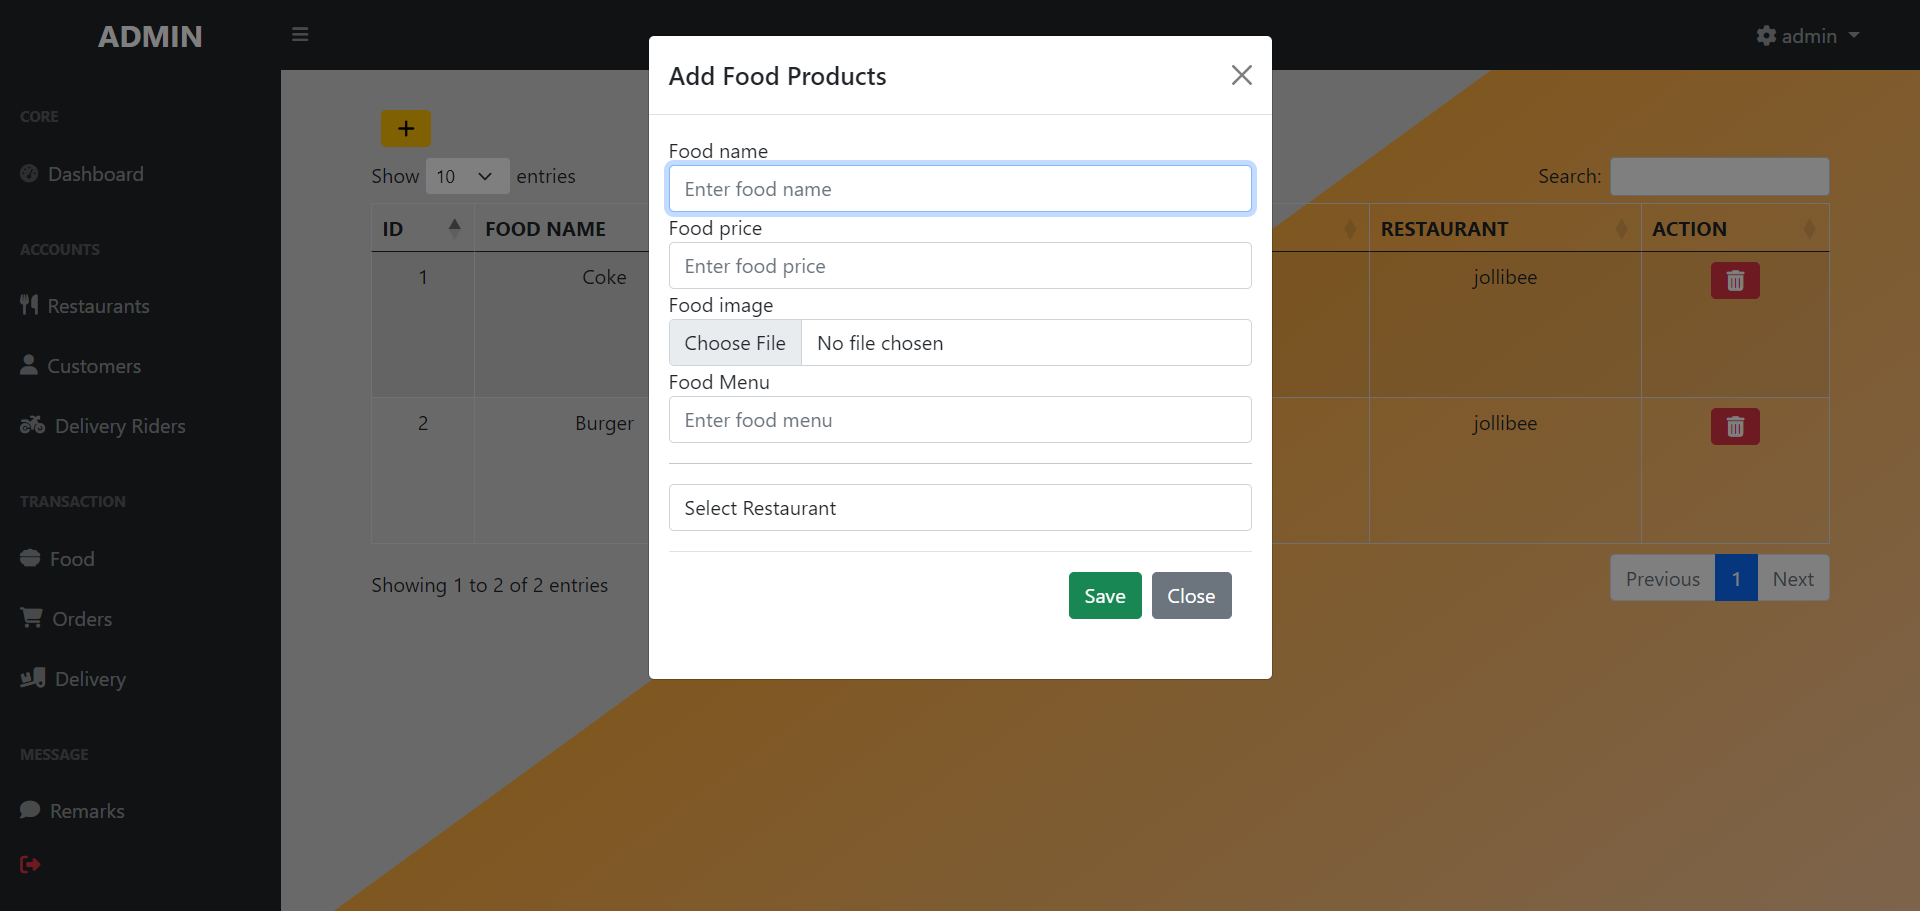 ADMIN
admin
CORE
Dashboard
ACCOUNTS
Restaurants
Customers
Delivery Riders
TRANSACTION
Food
Orders
Delivery
MESSAGE
Remarks
Show 10 entries
Search:
ID FOOD NAME RESTAURANT ACTION
1 Coke jollibee
2 Burger jollibee
Showing 1 to 2 of 2 entries
Previous 1 Next
Add Food Products
Food name
Enter food name
Food price
Enter food price
Food image
Choose File No file chosen
Food Menu
Enter food menu
Select Restaurant
Save Close